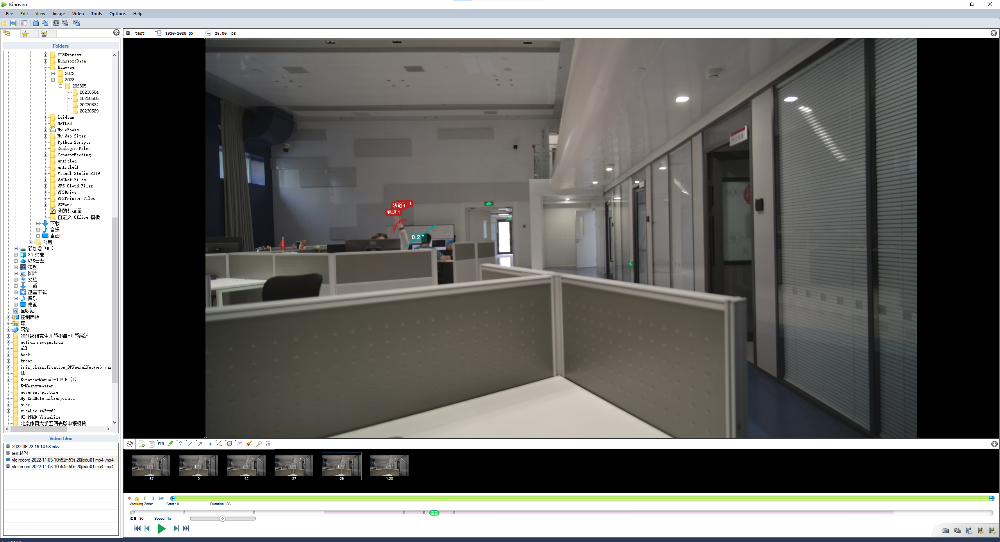 Kinovea
File Edit View Image Video Tools Options Help
test 1920×1080 px 25.00 fps
Folders
IISExpress
KingsoftData
Kinovea
2022
2023
202305
20230504
20230505
20230524
20230529
leidian
MATLAB
My eBooks
My Web Sites
Python Scripts
Sunlogin Files
TencentMeeting
untitled
untitled1
Visual Studio 2019
WeChat Files
WPS Cloud Files
WPSDrive
WPSPrinter Files
WXWork
我的数据源
自定义 Office 模板
下载
音乐
桌面
公用
新加卷 (D:)
3D 对象
WPS云盘
视频
图片
文档
下载
迅雷下载
音乐
桌面
回收站
控制面板
库
网络
2021级研究生开题报告+开题综述
action recognition
all
back
front
iris_classification_BPNeuralNetwork-mas
kb
Kinovea-Manual-0.9.5 (1)
K-Means-master
movement-picture
My EndNote Library.Data
side
sideLow_s43-s62
UI-PRMD Visualize
北京体育大学五四表彰申报模板
Video files
2022-06-22 16-14-58.mkv
test.MP4
vlc-record-2022-11-03-10h52m53s-20jiedu01.mp4-.mp4
vlc-record-2022-11-03-10h54m50s-20jiedu01.mp4-.mp4
1
轨道 1
轨道 1
0.2 °
-67 5 12 27 29 1.28
Working Zone: Start : 0 Duration : 86
位置 : 30 Speed : 1x